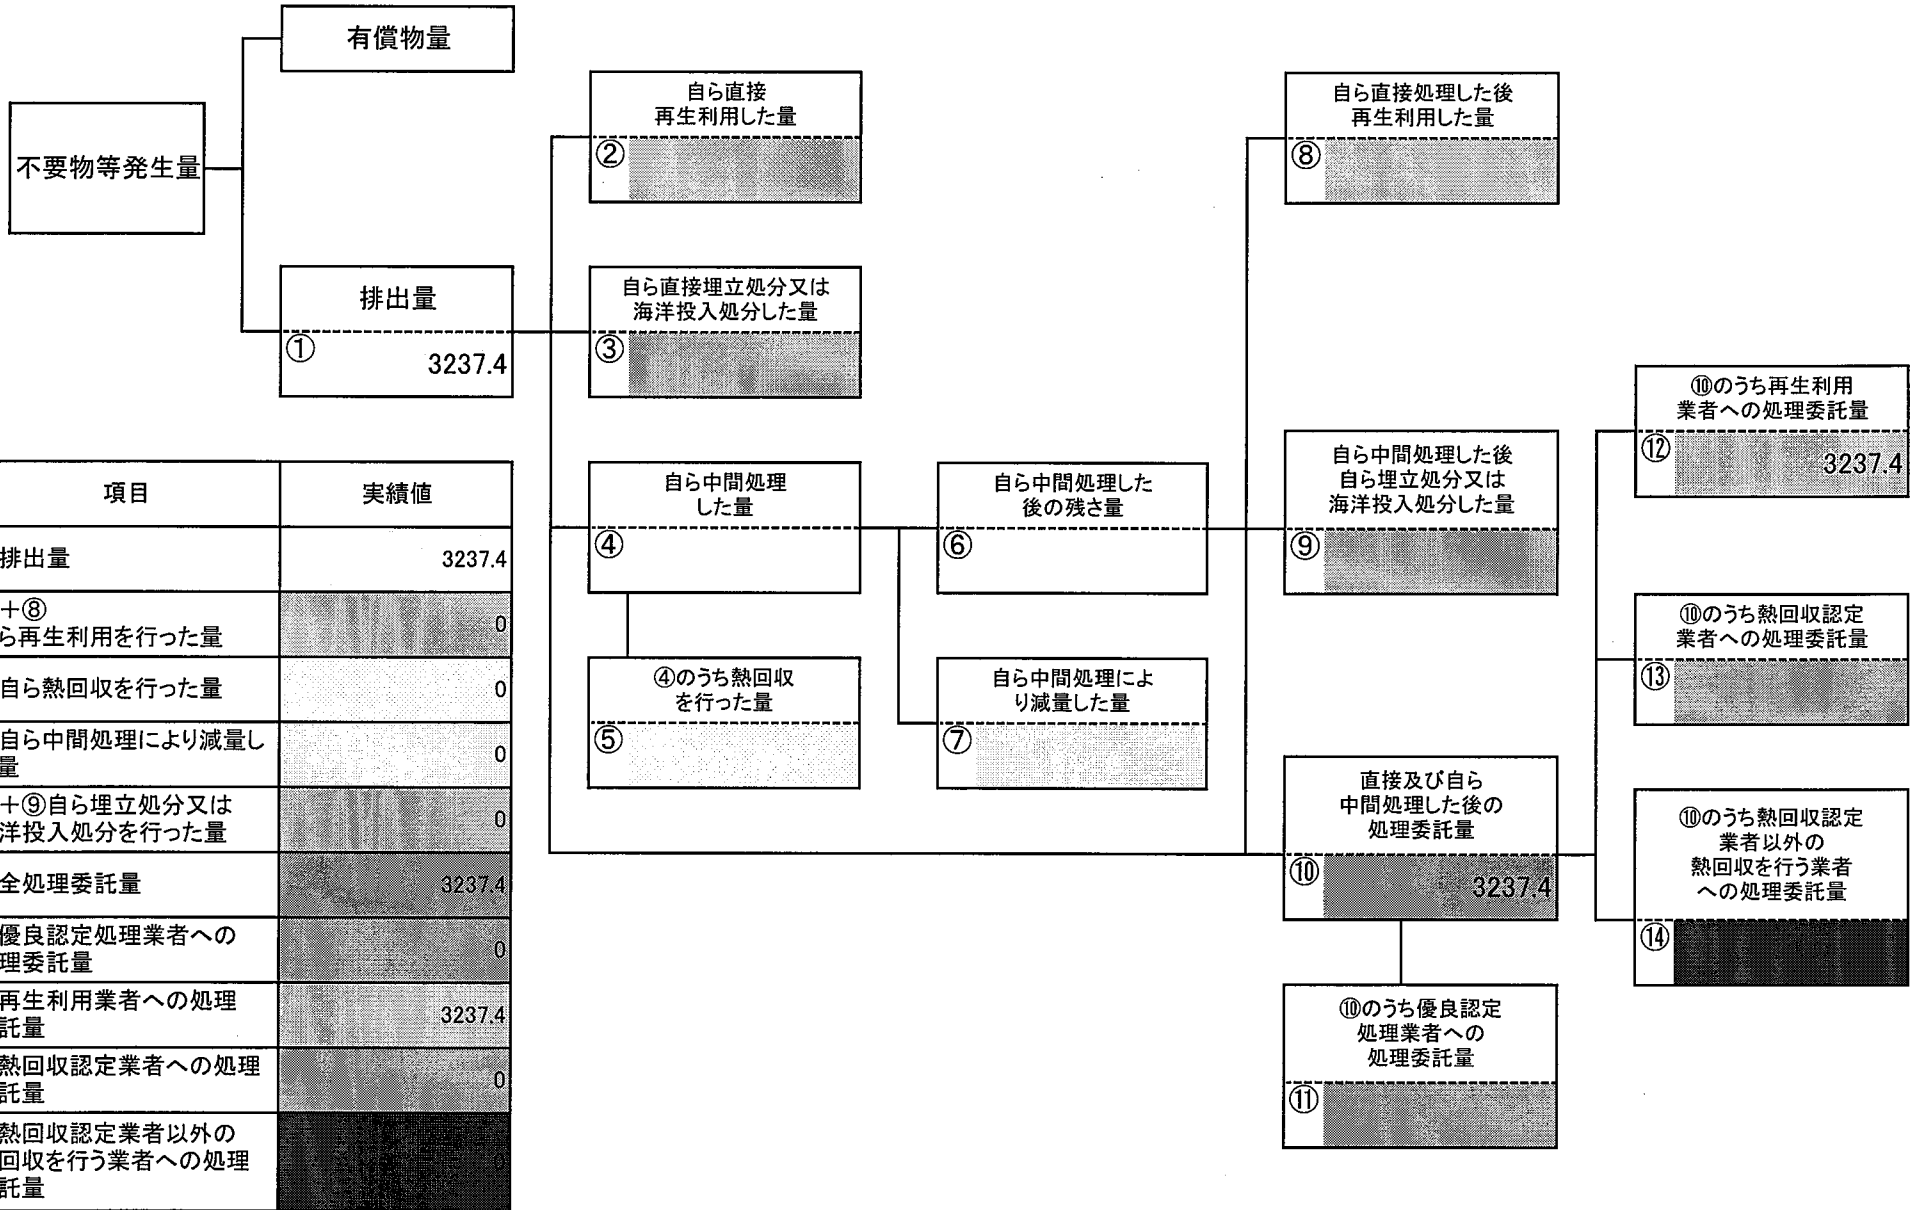 有償物量
不要物等発生量
排出量
①
3237.4
自ら直接
再生利用した量
②
自ら直接埋立処分又は
海洋投入処分した量
③
自ら中間処理
した量
④
④のうち熱回収
を行った量
⑤
自ら中間処理した
後の残さ量
⑥
自ら中間処理によ
り減量した量
⑦
自ら直接処理した後
再生利用した量
⑧
自ら中間処理した後
自ら埋立処分又は
海洋投入処分した量
⑨
直接及び自ら
中間処理した後の
処理委託量
⑩
3237.4
⑩のうち優良認定
処理業者への
処理委託量
⑪
⑩のうち再生利用
業者への処理委託量
⑫
3237.4
⑩のうち熱回収認定
業者への処理委託量
⑬
⑩のうち熱回収認定
業者以外の
熱回収を行う業者
への処理委託量
⑭
項目
実績値
排出量
3237.4
+⑧
ら再生利用を行った量
0
自ら熱回収を行った量
0
自ら中間処理により減量し
量
0
+⑨自ら埋立処分又は
洋投入処分を行った量
0
全処理委託量
3237.4
優良認定処理業者への
理委託量
0
再生利用業者への処理
託量
3237.4
熱回収認定業者への処理
託量
0
熱回収認定業者以外の
回収を行う業者への処理
託量
0